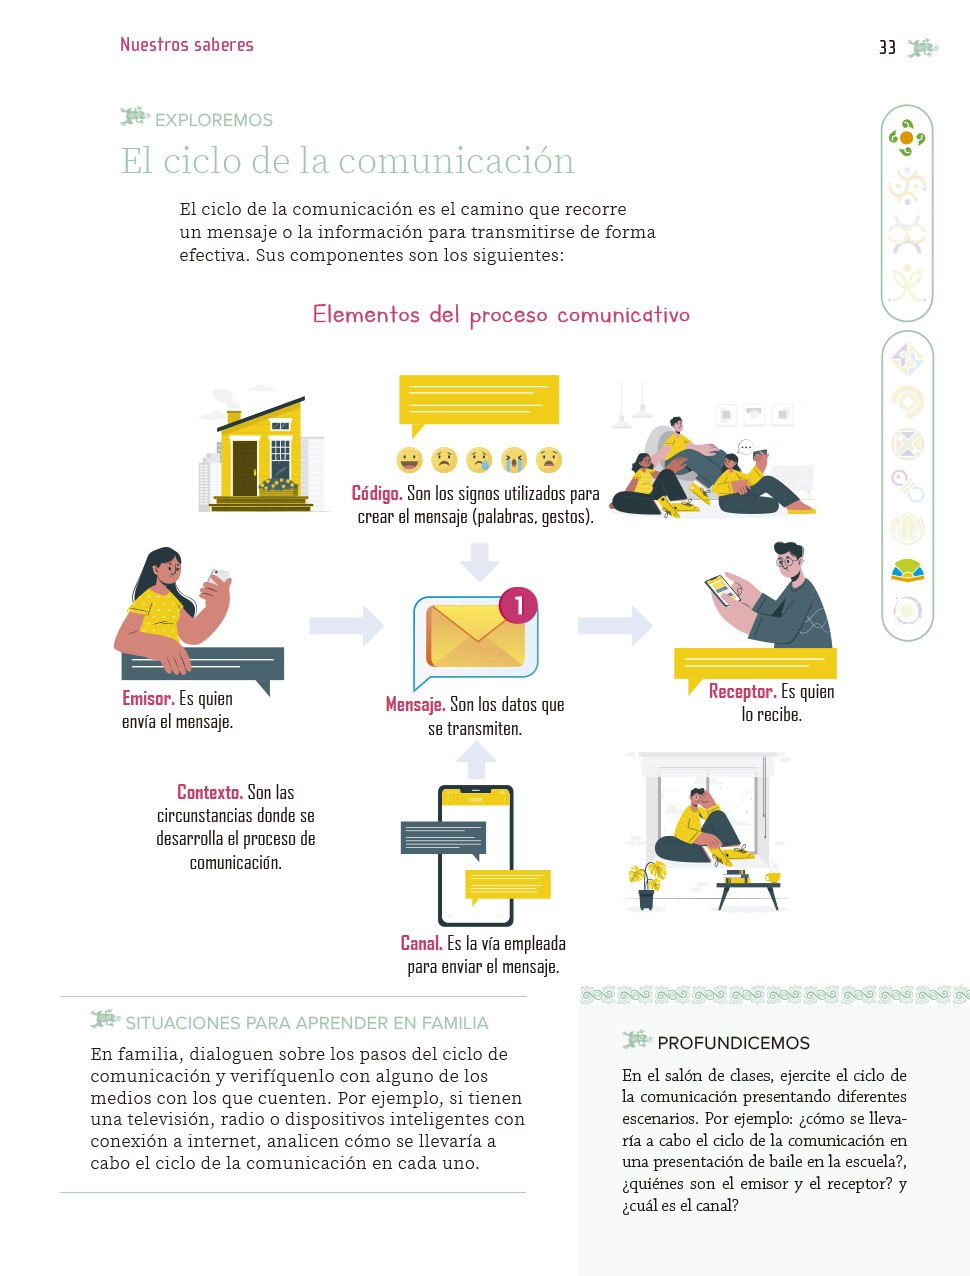 Nuestros saberes
33
EXPLOREMOS
El ciclo de la comunicación
El ciclo de la comunicación es el camino que recorre
un mensaje o la información para transmitirse de forma
efectiva. Sus componentes son los siguientes:
Elementos del proceso comunicativo
Código. Son los signos utilizados para
crear el mensaje (palabras, gestos).
1
Emisor. Es quien
envía el mensaje.
Mensaje. Son los datos que
se transmiten.
Receptor. Es quien
lo recibe.
Contexto. Son las
circunstancias donde se
desarrolla el proceso de
comunicación.
CHAT
Canal. Es la vía empleada
para enviar el mensaje.
SITUACIONES PARA APRENDER EN FAMILIA
En familia, dialoguen sobre los pasos del ciclo de
comunicación y verifíquenlo con alguno de los
medios con los que cuenten. Por ejemplo, si tienen
una televisión, radio o dispositivos inteligentes con
conexión a internet, analicen cómo se llevaría a
cabo el ciclo de la comunicación en cada uno.
PROFUNDICEMOS
En el salón de clases, ejercite el ciclo de
la comunicación presentando diferentes
escenarios. Por ejemplo: ¿cómo se lleva-
ría a cabo el ciclo de la comunicación en
una presentación de baile en la escuela?,
¿quiénes son el emisor y el receptor? y
¿cuál es el canal?